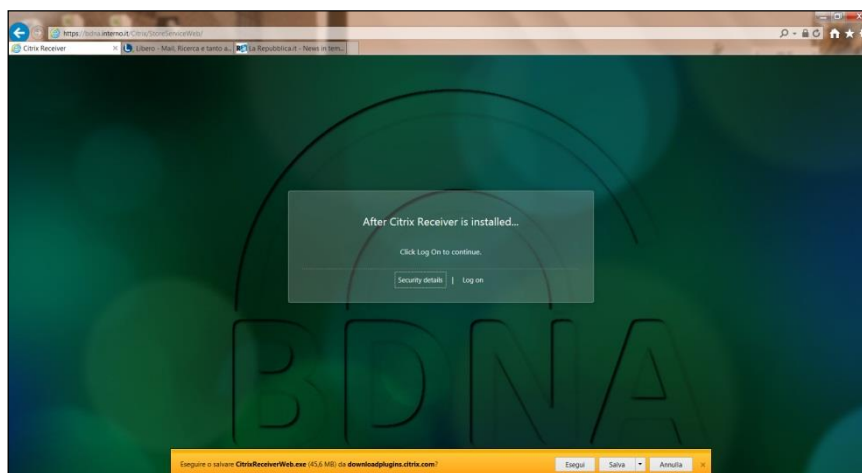 https://bdna.interno.it/Citrix/StoreServiceWeb/
Citrix Receiver
Libero - Mail, Ricerca e tanto a...
La Repubblica.it - News in tem...
After Citrix Receiver is installed...
Click Log On to continue.
Security details | Log on
BDNA
Eseguire o salvare CitrixReceiverWeb.exe (45,6 MB) da downloadplugins.citrix.com?
Esegui Salva Annulla